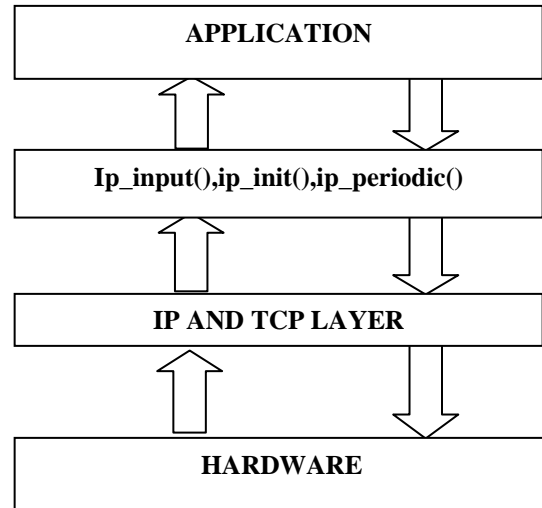 APPLICATION
Ip_input(),ip_init(),ip_periodic()
IP AND TCP LAYER
HARDWARE